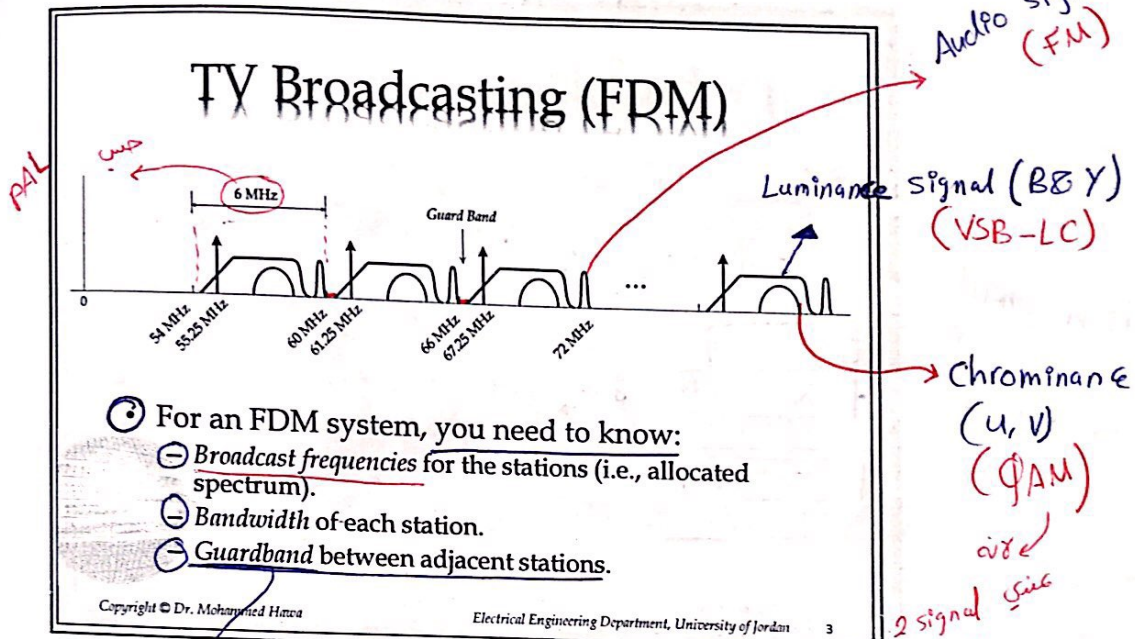 Audio
(FM)
TV Broadcasting (FDM)
PAL
حسب
6 MHz
Guard Band
Luminance signal (B& Y)
(VSB-LC)
...
0
54 MHz
55.25 MHz
60 MHz
61.25 MHz
66 MHz
67.25 MHz
72 MHz
Chrominance
(U, V)
(QAM)
For an FDM system, you need to know:
Broadcast frequencies for the stations (i.e., allocated
spectrum).
Bandwidth of each station.
Guardband between adjacent stations.
2 signal عندي
Copyright © Dr. Mohammed Hawa
Electrical Engineering Department, University of Jordan
3